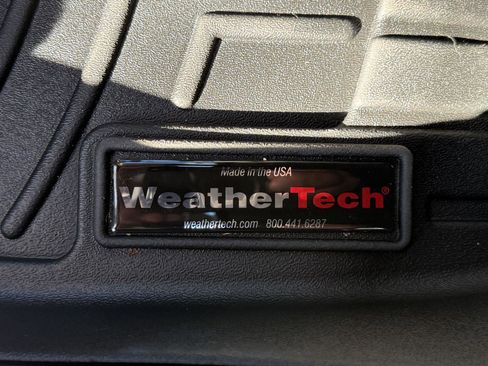 Made in the USA
WeatherTech®
weathertech.com 800.441.6287